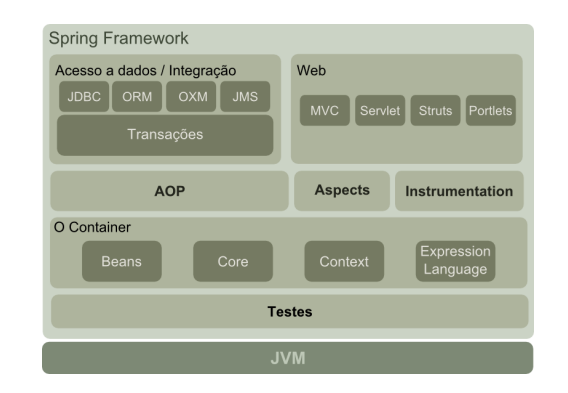 Spring Framework
Acesso a dados / Integração
Web
JDBC ORM OXM JMS
MVC Servlet Struts Portlets
Transações
AOP
Aspects
Instrumentation
O Container
Beans
Core
Context
Expression
Language
Testes
JVM